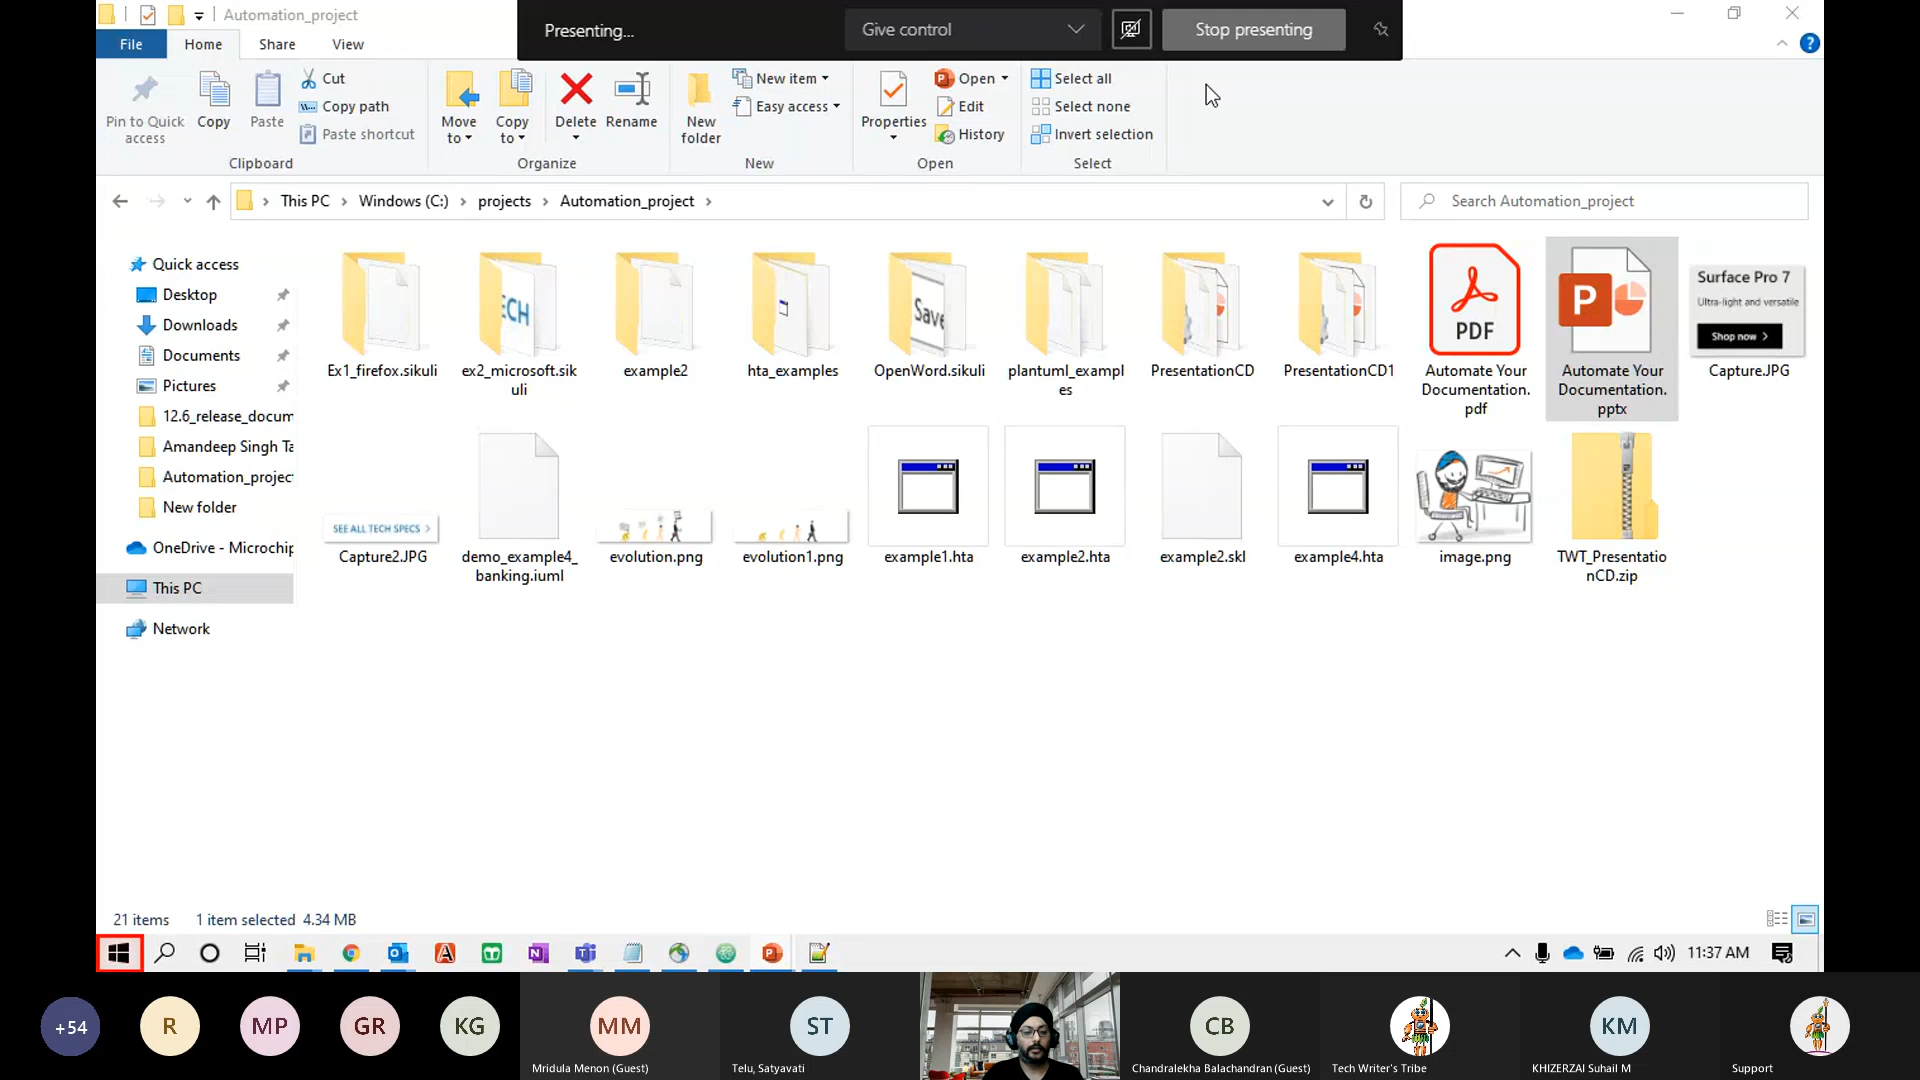 Automation_project
Presenting...
Give control
Stop presenting
File
Home
Share
View
Pin to Quick
access
Copy
Paste
Cut
Copy path
Paste shortcut
Clipboard
Move
to
Copy
to
Delete
Rename
Organize
New
folder
New item
Easy access
New
Properties
Open
Edit
History
Open
Select all
Select none
Invert selection
Select
This PC
Windows (C:)
projects
Automation_project
Search Automation_project
Quick access
Desktop
Downloads
Documents
Pictures
12.6_release_docum
Amandeep Singh Ta
Automation_project
New folder
OneDrive - Microchip
This PC
Network
Ex1_firefox.sikuli
ECH
ex2_microsoft.sik
uli
example2
hta_examples
Save
OpenWord.sikuli
plantuml_exampl
es
PresentationCD
PresentationCD1
PDF
Automate Your
Documentation.
pdf
P
Automate Your
Documentation.
pptx
Surface Pro 7
Ultra-light and versatile
Shop now >
Capture.JPG
SEE ALL TECH SPECS >
Capture2.JPG
demo_example4_
banking.iuml
evolution.png
evolution1.png
example1.hta
example2.hta
example2.skl
example4.hta
image.png
TWT_Presentatio
nCD.zip
21 items
1 item selected 4.34 MB
11:37 AM
+54
R
MP
GR
KG
MM
Mridula Menon (Guest)
ST
Telu, Satyavati
CB
Chandralekha Balachandran (Guest)
Tech Writer's Tribe
KM
KHIZERZAI Suhail M
Support